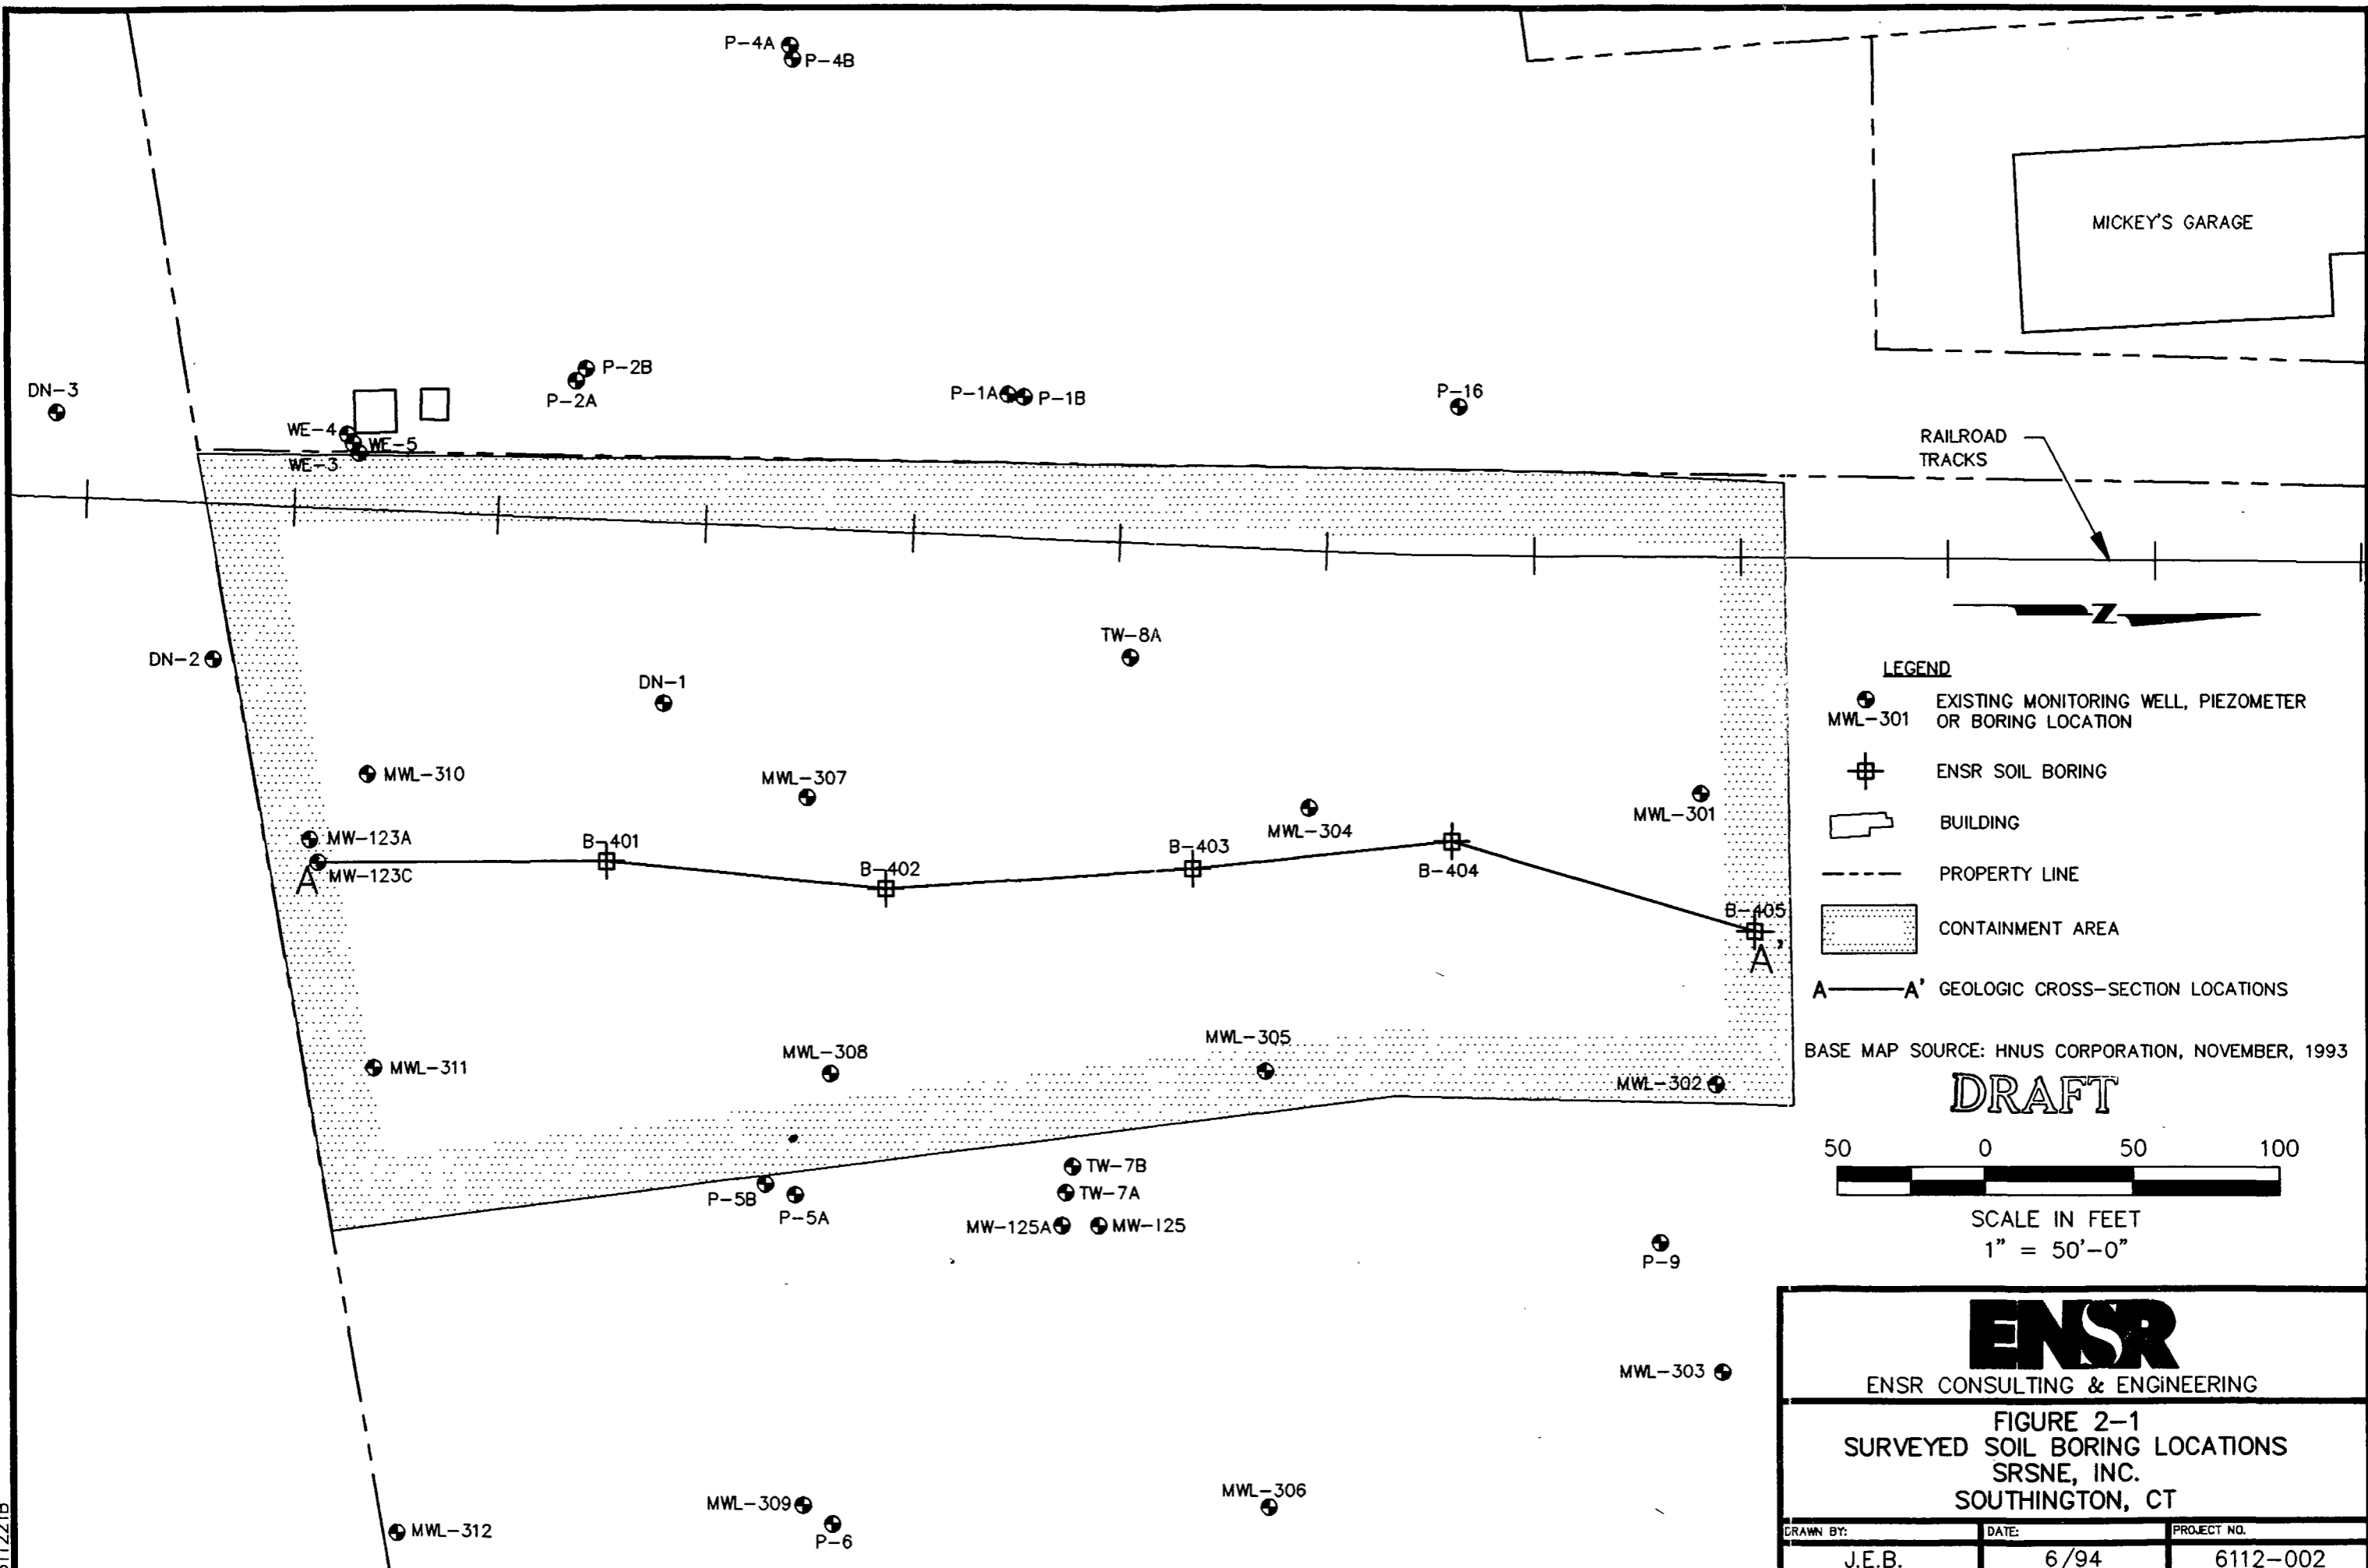 P-4A
P-4B
MICKEY'S GARAGE
DN-3
P-2B
P-2A
P-1A
P-1B
P-16
WE-4
WE-5
WE-3
RAILROAD
TRACKS
Z
TW-8A
DN-2
DN-1
LEGEND
MWL-301
EXISTING MONITORING WELL, PIEZOMETER
OR BORING LOCATION
ENSR SOIL BORING
BUILDING
PROPERTY LINE
CONTAINMENT AREA
A A' GEOLOGIC CROSS-SECTION LOCATIONS
MWL-310
MWL-307
MWL-304
MWL-301
MW-123A
MW-123C
A
B-401
B-402
B-403
B-404
B-405
A'
MWL-311
MWL-308
MWL-305
MWL-302
BASE MAP SOURCE: HNUS CORPORATION, NOVEMBER, 1993
DRAFT
50 0 50 100
SCALE IN FEET
1" = 50'-0"
P-5B
P-5A
TW-7B
TW-7A
MW-125A
MW-125
P-9
MWL-303
MWL-309
P-6
MWL-306
MWL-312
ENSR
ENSR CONSULTING & ENGINEERING
FIGURE 2-1
SURVEYED SOIL BORING LOCATIONS
SRSNE, INC.
SOUTHINGTON, CT
DRAWN BY: DATE: PROJECT NO.
J.E.B. 6/94 6112-002